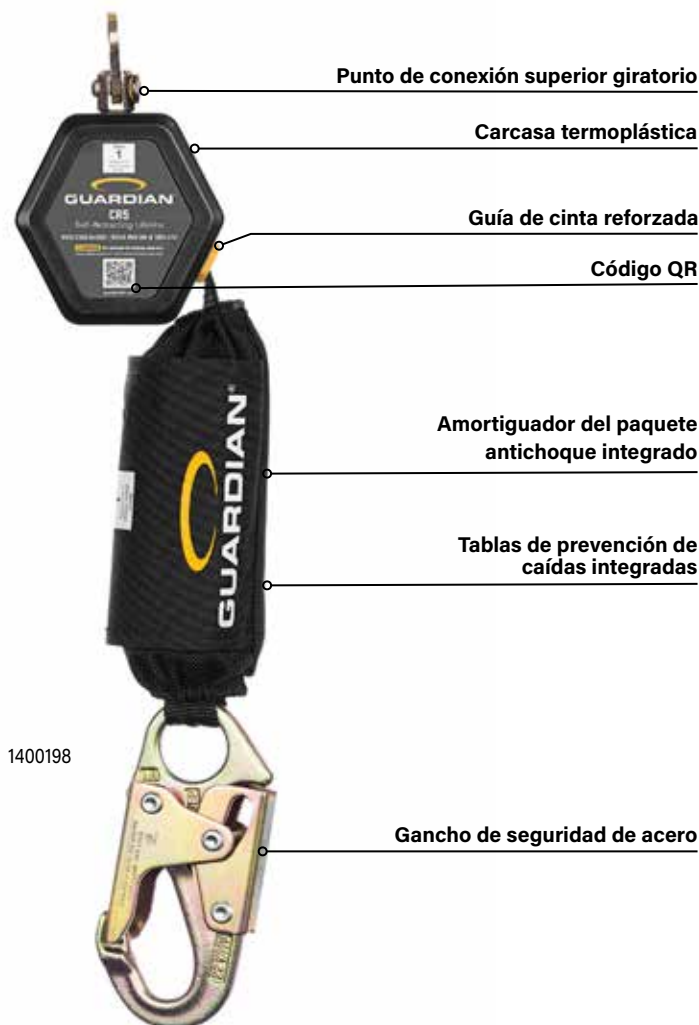 Punto de conexión superior giratorio
Carcasa termoplástica
1
GUARDIAN
CR5
Self-Retracting Lifeline
Guía de cinta reforzada
Código QR
GUARDIAN®
Amortiguador del paquete
antichoque integrado
Tablas de prevención de
caídas integradas
1400198
Gancho de seguridad de acero